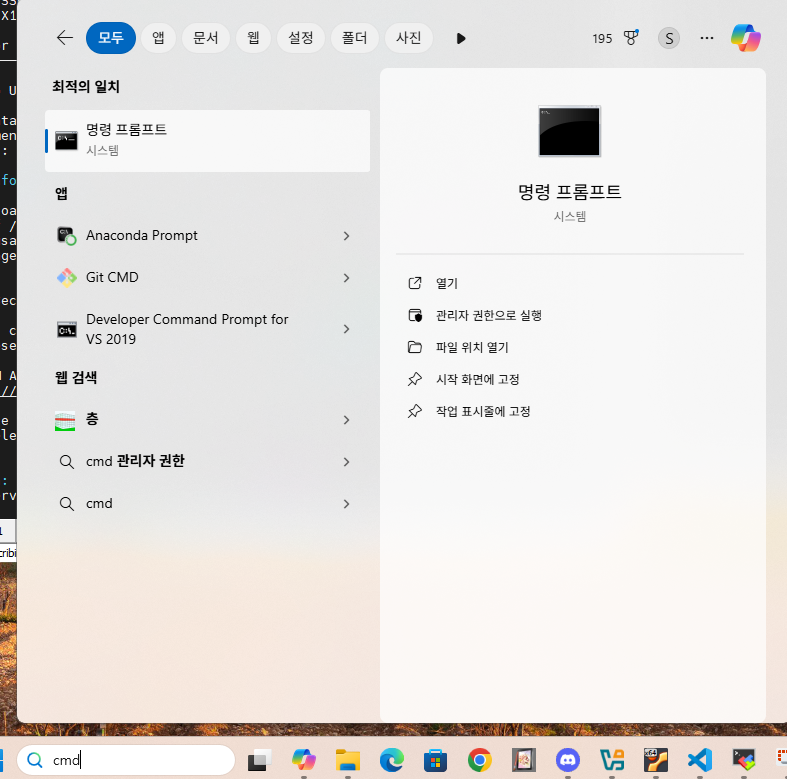 모두 앱 문서 웹 설정 폴더 사진 195 S
최적의 일치
명령 프롬프트
시스템
앱
Anaconda Prompt
Git CMD
Developer Command Prompt for
VS 2019
웹 검색
층
cmd 관리자 권한
cmd
명령 프롬프트
시스템
열기
관리자 권한으로 실행
파일 위치 열기
시작 화면에 고정
작업 표시줄에 고정
cmd